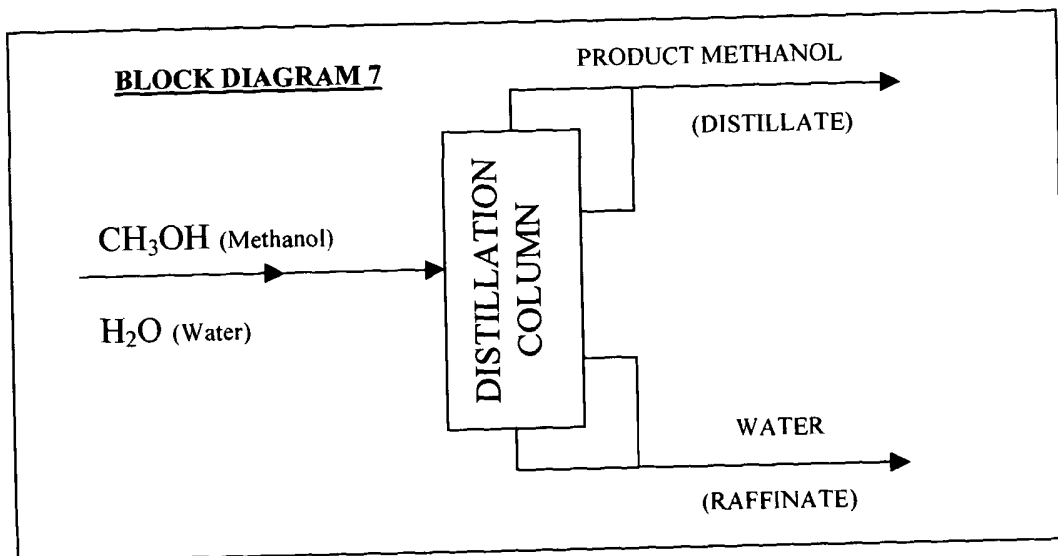 BLOCK DIAGRAM 7
PRODUCT METHANOL
(DISTILLATE)
CH₃OH (Methanol)
H₂O (Water)
DISTILLATION
COLUMN
WATER
(RAFFINATE)